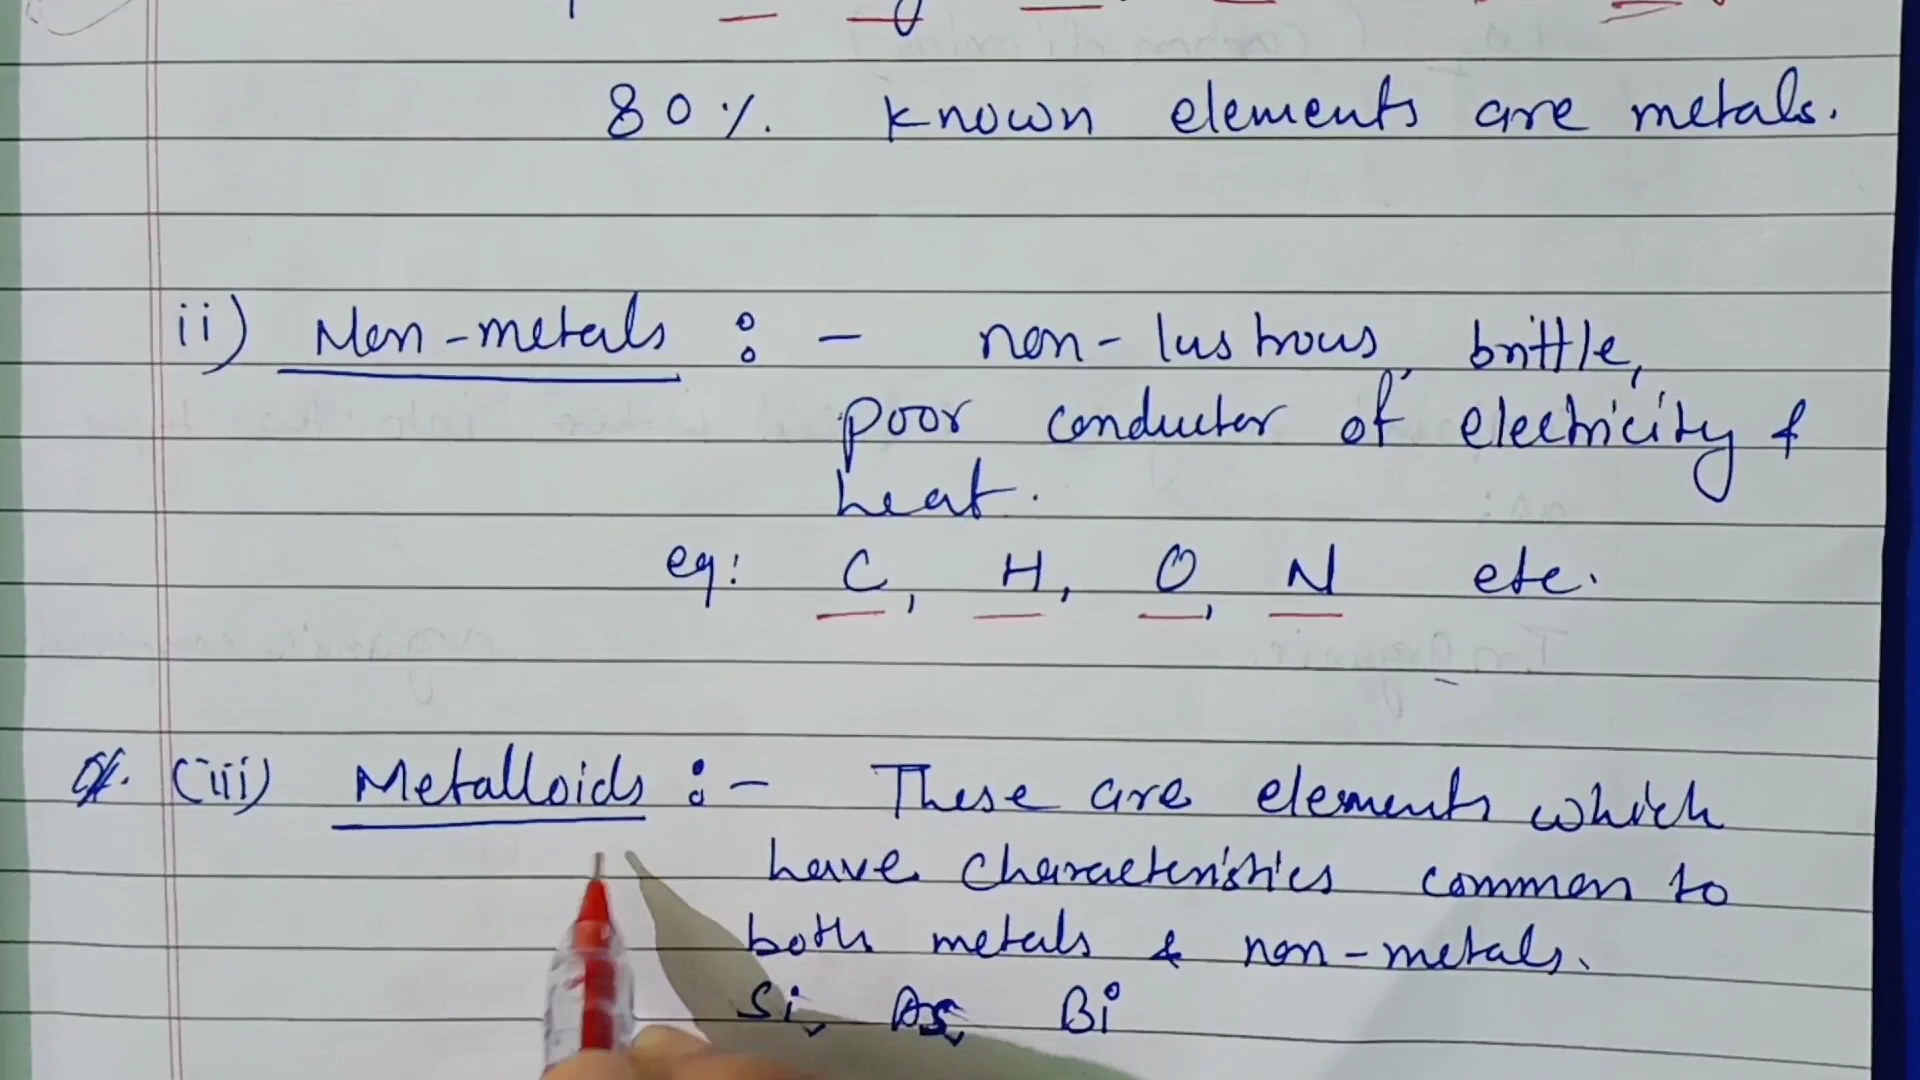 80%. known elements are metals.
ii) Non-metals :- non-lustrous, brittle,
poor conductor of electricity &
heat.
eg: C, H, O, N etc.
(iii) Metalloids :- These are elements which
have characteristics common to
both metals & non-metals.
Si, As, Bi